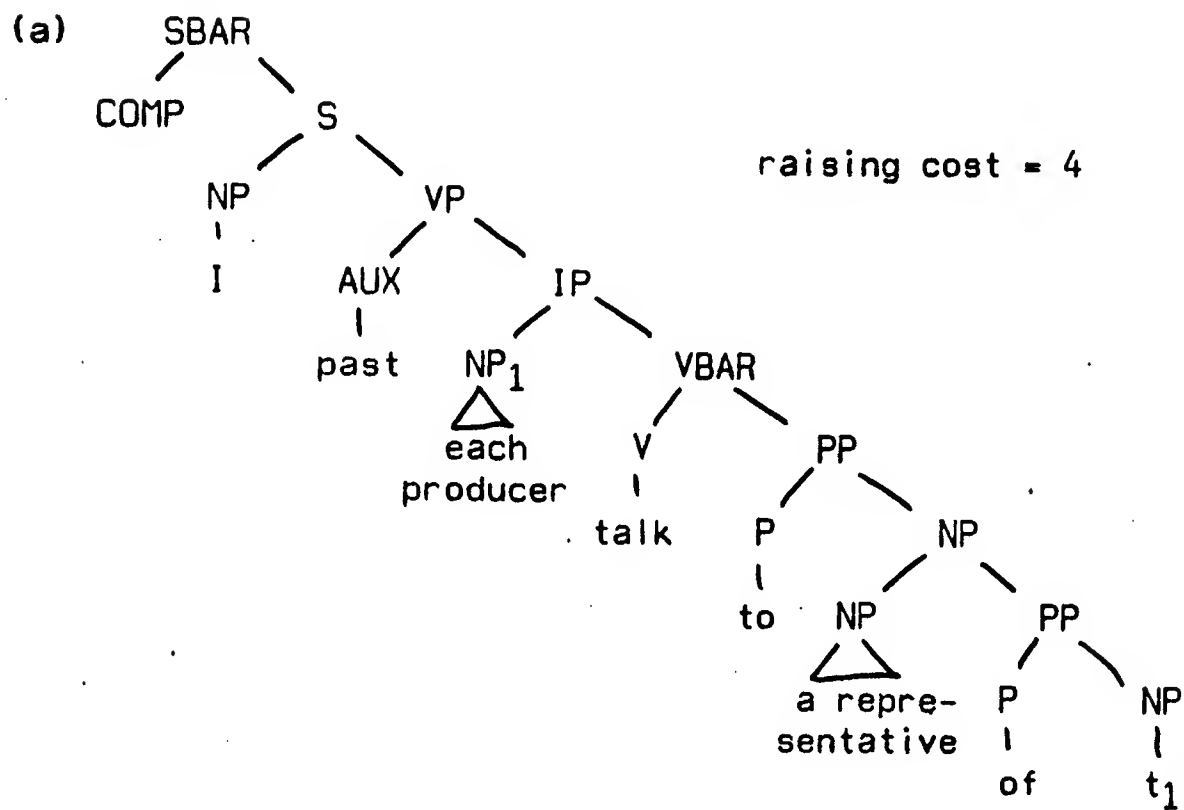 (a) SBAR
COMP S
raising cost = 4
NP VP
I AUX IP
past NP1 VBAR
each
producer
V PP
talk P NP
to NP PP
a repre-
sentative
P NP
of t1